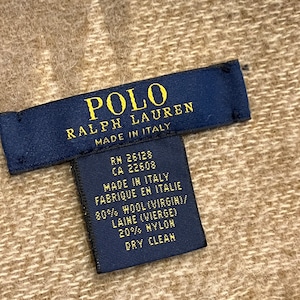 POLO
RALPH LAUREN
MADE IN ITALY
RN 26128
CA 22608
MADE IN ITALY
FABRIQUE EN ITALIE
80% WOOL(VIRGIN)/
LAINE(VIERGE)
20% NYLON
DRY CLEAN